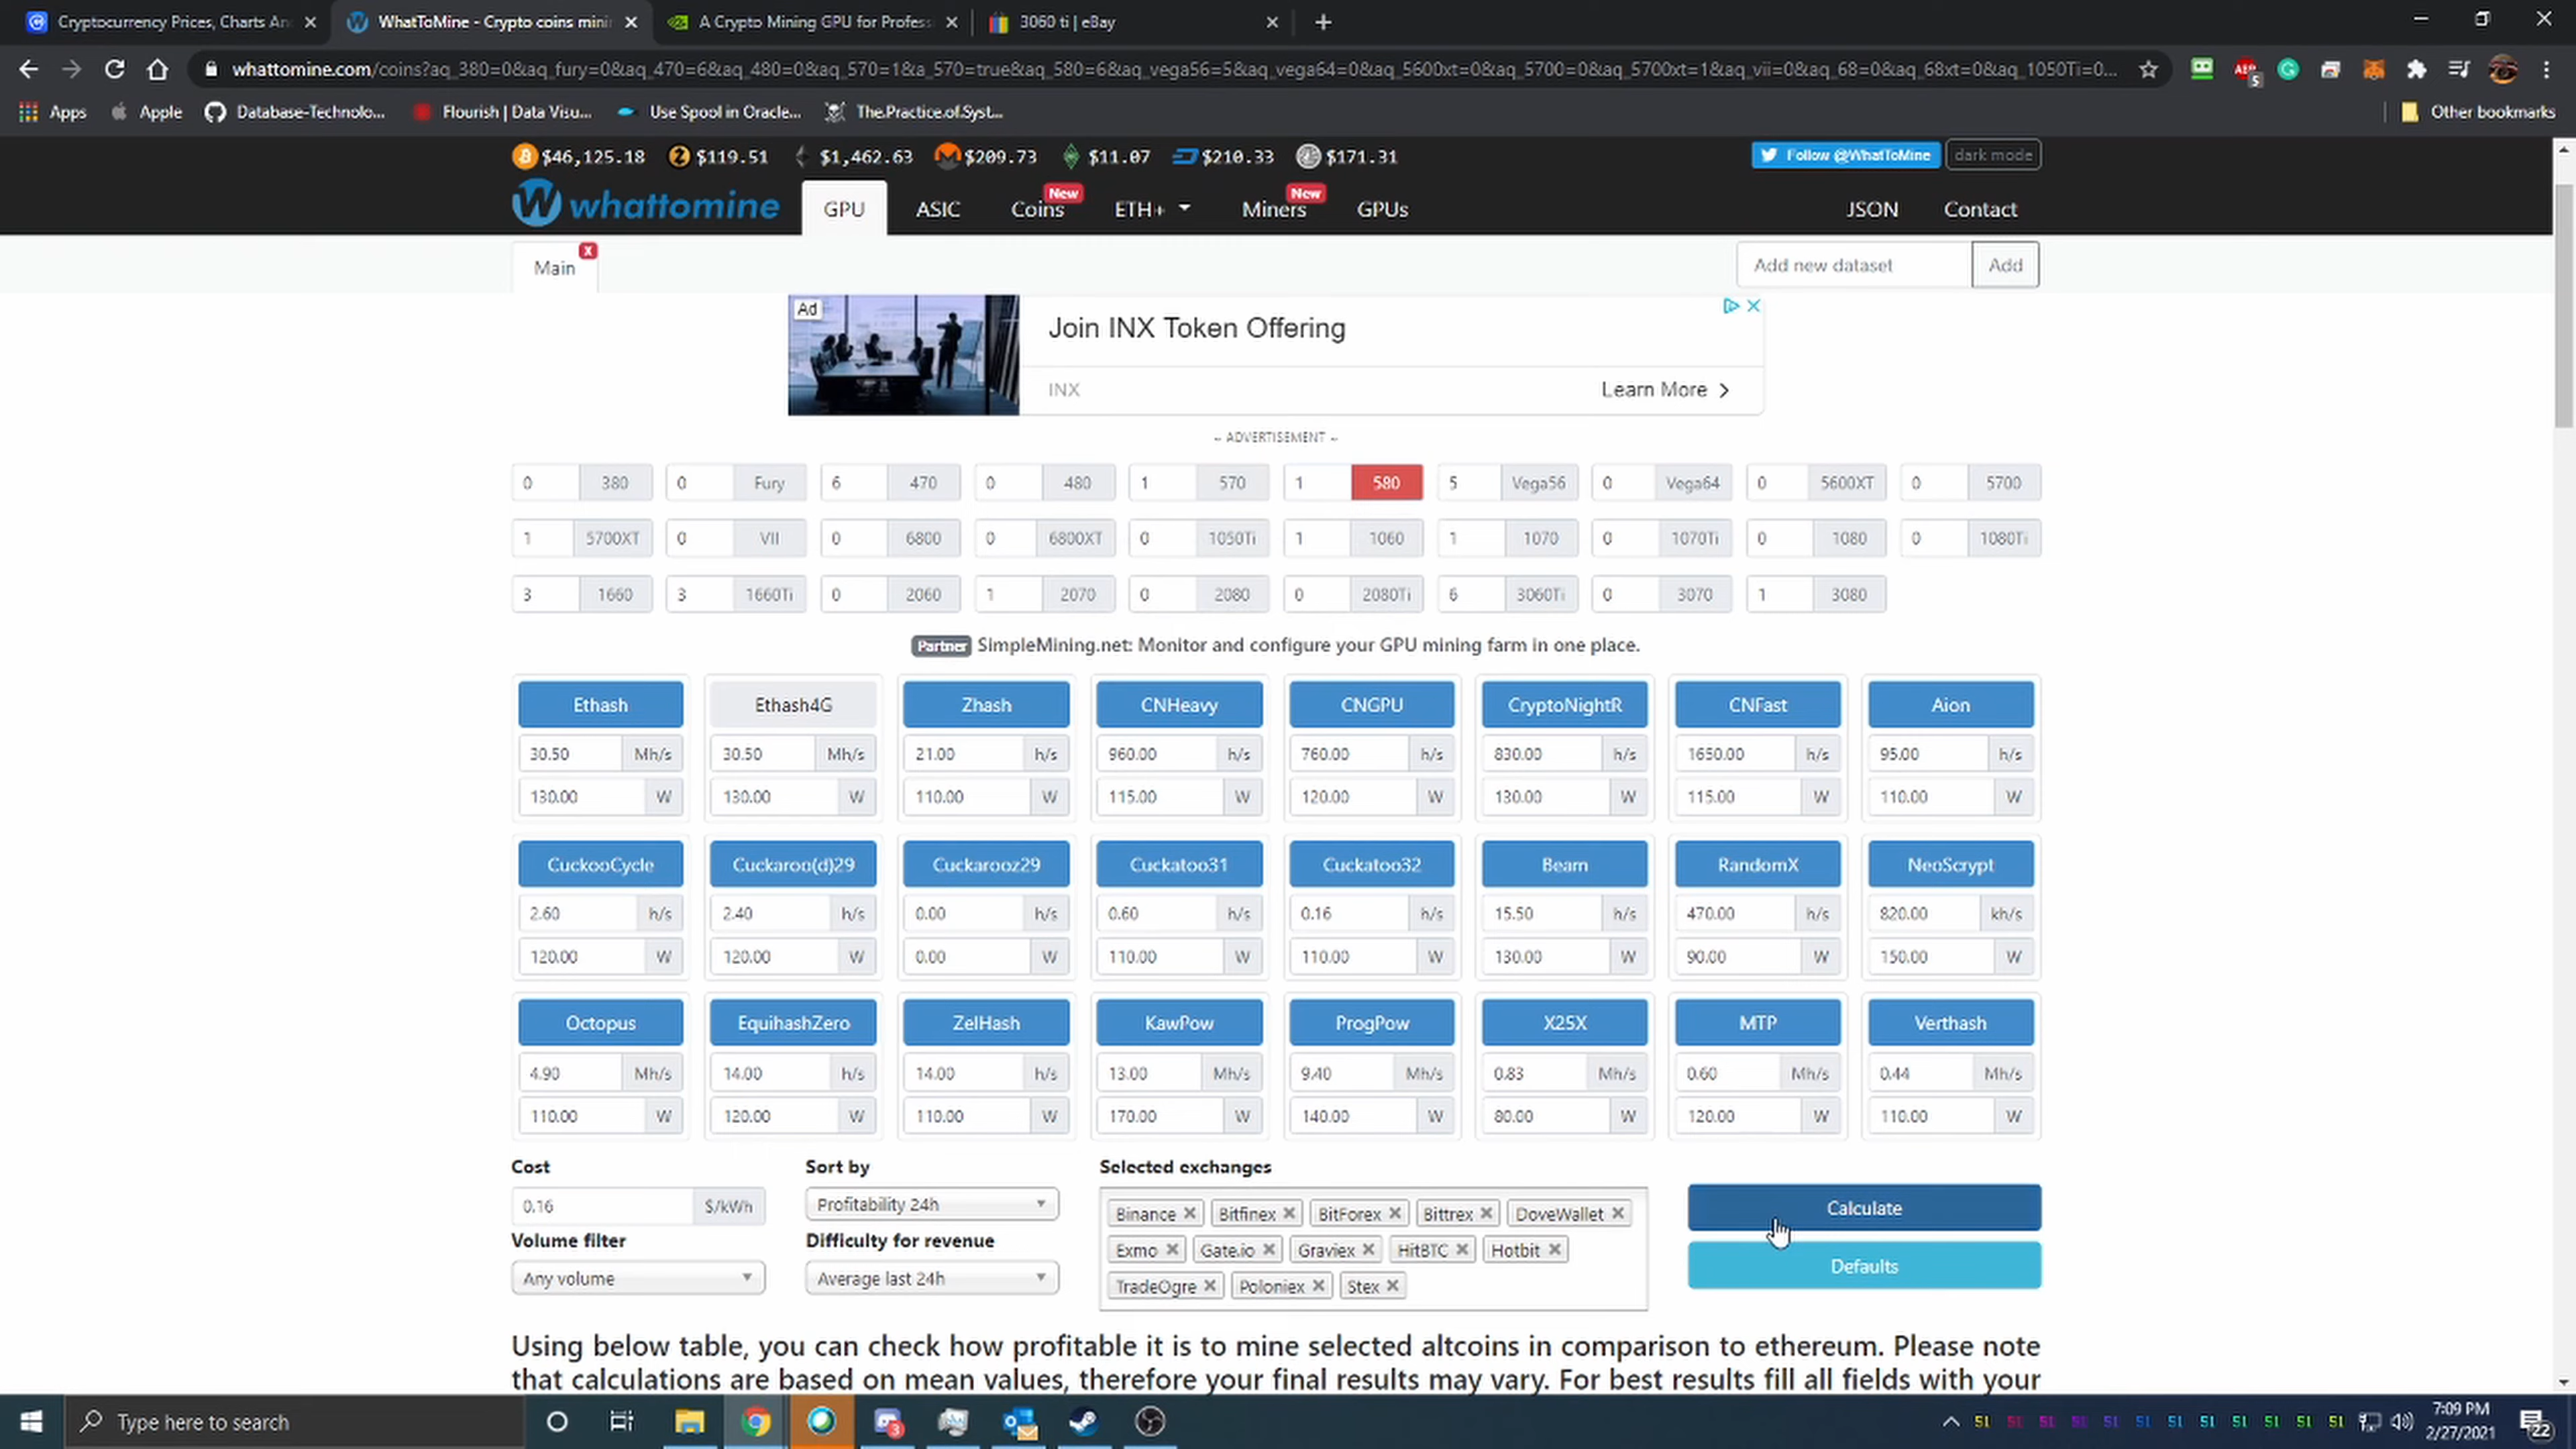 Cryptocurrency Prices, Charts An
WhatToMine - Crypto coins mini
A Crypto Mining GPU for Profess
3060 ti | eBay
whattomine.com/coins?aq_380=0&aq_fury=0&aq_470=6&aq_480=0&aq_570=1&a_570=true&aq_580=6&aq_vega56=5&aq_vega64=0&aq_5600xt=0&aq_5700=0&aq_5700xt=1&aq_vii=0&aq_68=0&aq_68xt=0&aq_1050Ti=0...
Apps Apple Database-Technolo... Flourish | Data Visu... Use Spool in Oracle... The.Practice.of.Syst... Other bookmarks
$46,125.18 $119.51 $1,462.63 $209.73 $11.07 $210.33 $171.31 Follow @WhatToMine dark mode
whattomine GPU ASIC Coins New ETH+ Miners New GPUs JSON Contact
Main x Add new dataset Add
Ad
Join INX Token Offering
INX Learn More
- ADVERTISEMENT -
0 380 0 Fury 6 470 0 480 1 570 1 580 5 Vega56 0 Vega64 0 5600XT 0 5700
1 5700XT 0 VII 0 6800 0 6800XT 0 1050Ti 1 1060 1 1070 0 1070Ti 0 1080 0 1080Ti
3 1660 3 1660Ti 0 2060 1 2070 0 2080 0 2080Ti 6 3060Ti 0 3070 1 3080
Partner SimpleMining.net: Monitor and configure your GPU mining farm in one place.
Ethash Ethash4G Zhash CNHeavy CNGPU CryptoNightR CNFast Aion
30.50 Mh/s 30.50 Mh/s 21.00 h/s 960.00 h/s 760.00 h/s 830.00 h/s 1650.00 h/s 95.00 h/s
130.00 W 130.00 W 110.00 W 115.00 W 120.00 W 130.00 W 115.00 W 110.00 W
CuckooCycle Cuckaroo(d)29 Cuckarooz29 Cuckatoo31 Cuckatoo32 Beam RandomX NeoScrypt
2.60 h/s 2.40 h/s 0.00 h/s 0.60 h/s 0.16 h/s 15.50 h/s 470.00 h/s 820.00 kh/s
120.00 W 120.00 W 0.00 W 110.00 W 110.00 W 130.00 W 90.00 W 150.00 W
Octopus EquihashZero ZelHash KawPow ProgPow X25X MTP Verthash
4.90 Mh/s 14.00 h/s 14.00 h/s 13.00 Mh/s 9.40 Mh/s 0.83 Mh/s 0.60 Mh/s 0.44 Mh/s
110.00 W 120.00 W 110.00 W 170.00 W 140.00 W 80.00 W 120.00 W 110.00 W
Cost Sort by Selected exchanges
0.16 $/kWh Profitability 24h Binance Bitfinex BitForex Bittrex DoveWallet Calculate
Volume filter Difficulty for revenue Exmo Gate.io Graviex HitBTC Hotbit
Any volume Average last 24h TradeOgre Poloniex Stex Defaults
Using below table, you can check how profitable it is to mine selected altcoins in comparison to ethereum. Please note
that calculations are based on mean values, therefore your final results may vary. For best results fill all fields with your
Type here to search
3
51 51 51 51 51 51 51 51 51 51 51 51
7:09 PM
2/27/2021
22